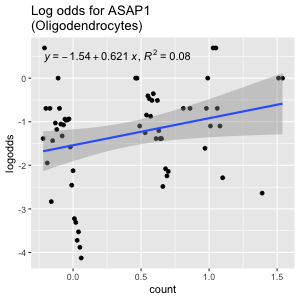 Log odds for ASAP1
(Oligodendrocytes)
y = −1.54 + 0.621 x, R² = 0.08
0
-1
-2
-3
-4
logodds
0.0 0.5 1.0 1.5
count